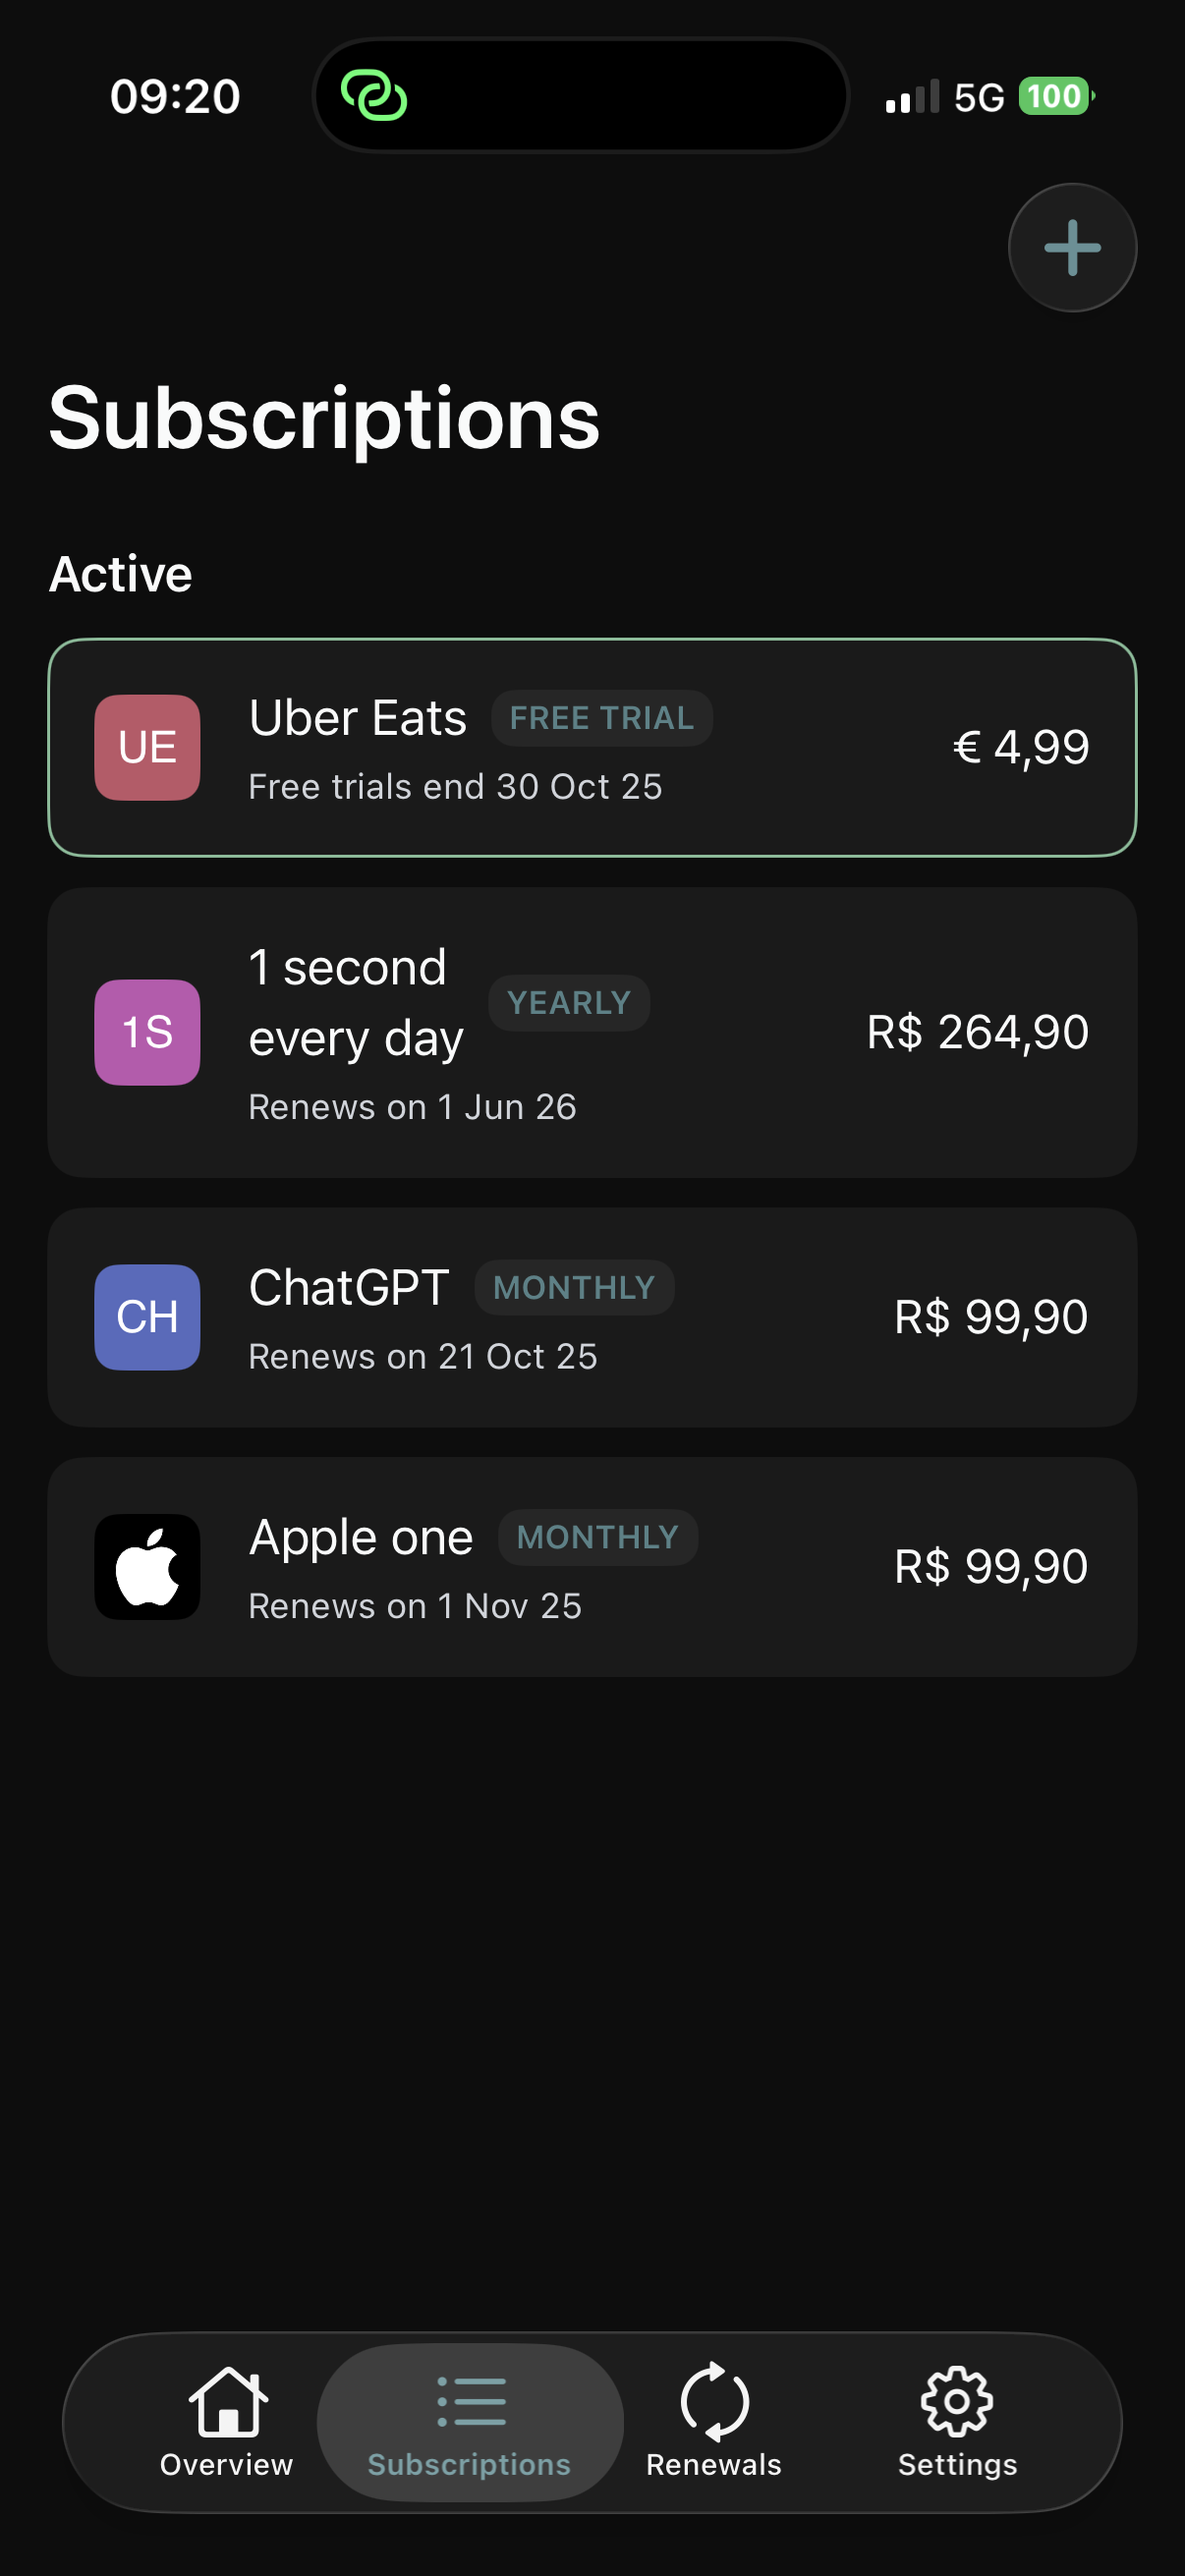 09:20
5G 100
Subscriptions
Active
UE
Uber Eats FREE TRIAL
Free trials end 30 Oct 25
€ 4,99
1S
1 second
every day
YEARLY
Renews on 1 Jun 26
R$ 264,90
CH
ChatGPT MONTHLY
Renews on 21 Oct 25
R$ 99,90
Apple one MONTHLY
Renews on 1 Nov 25
R$ 99,90
Overview Subscriptions Renewals Settings